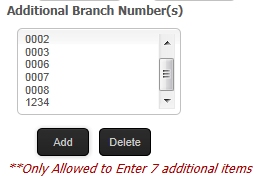 Additional Branch Number(s)
0002
0003
0006
0007
0008
1234
Add Delete
**Only Allowed to Enter 7 additional items